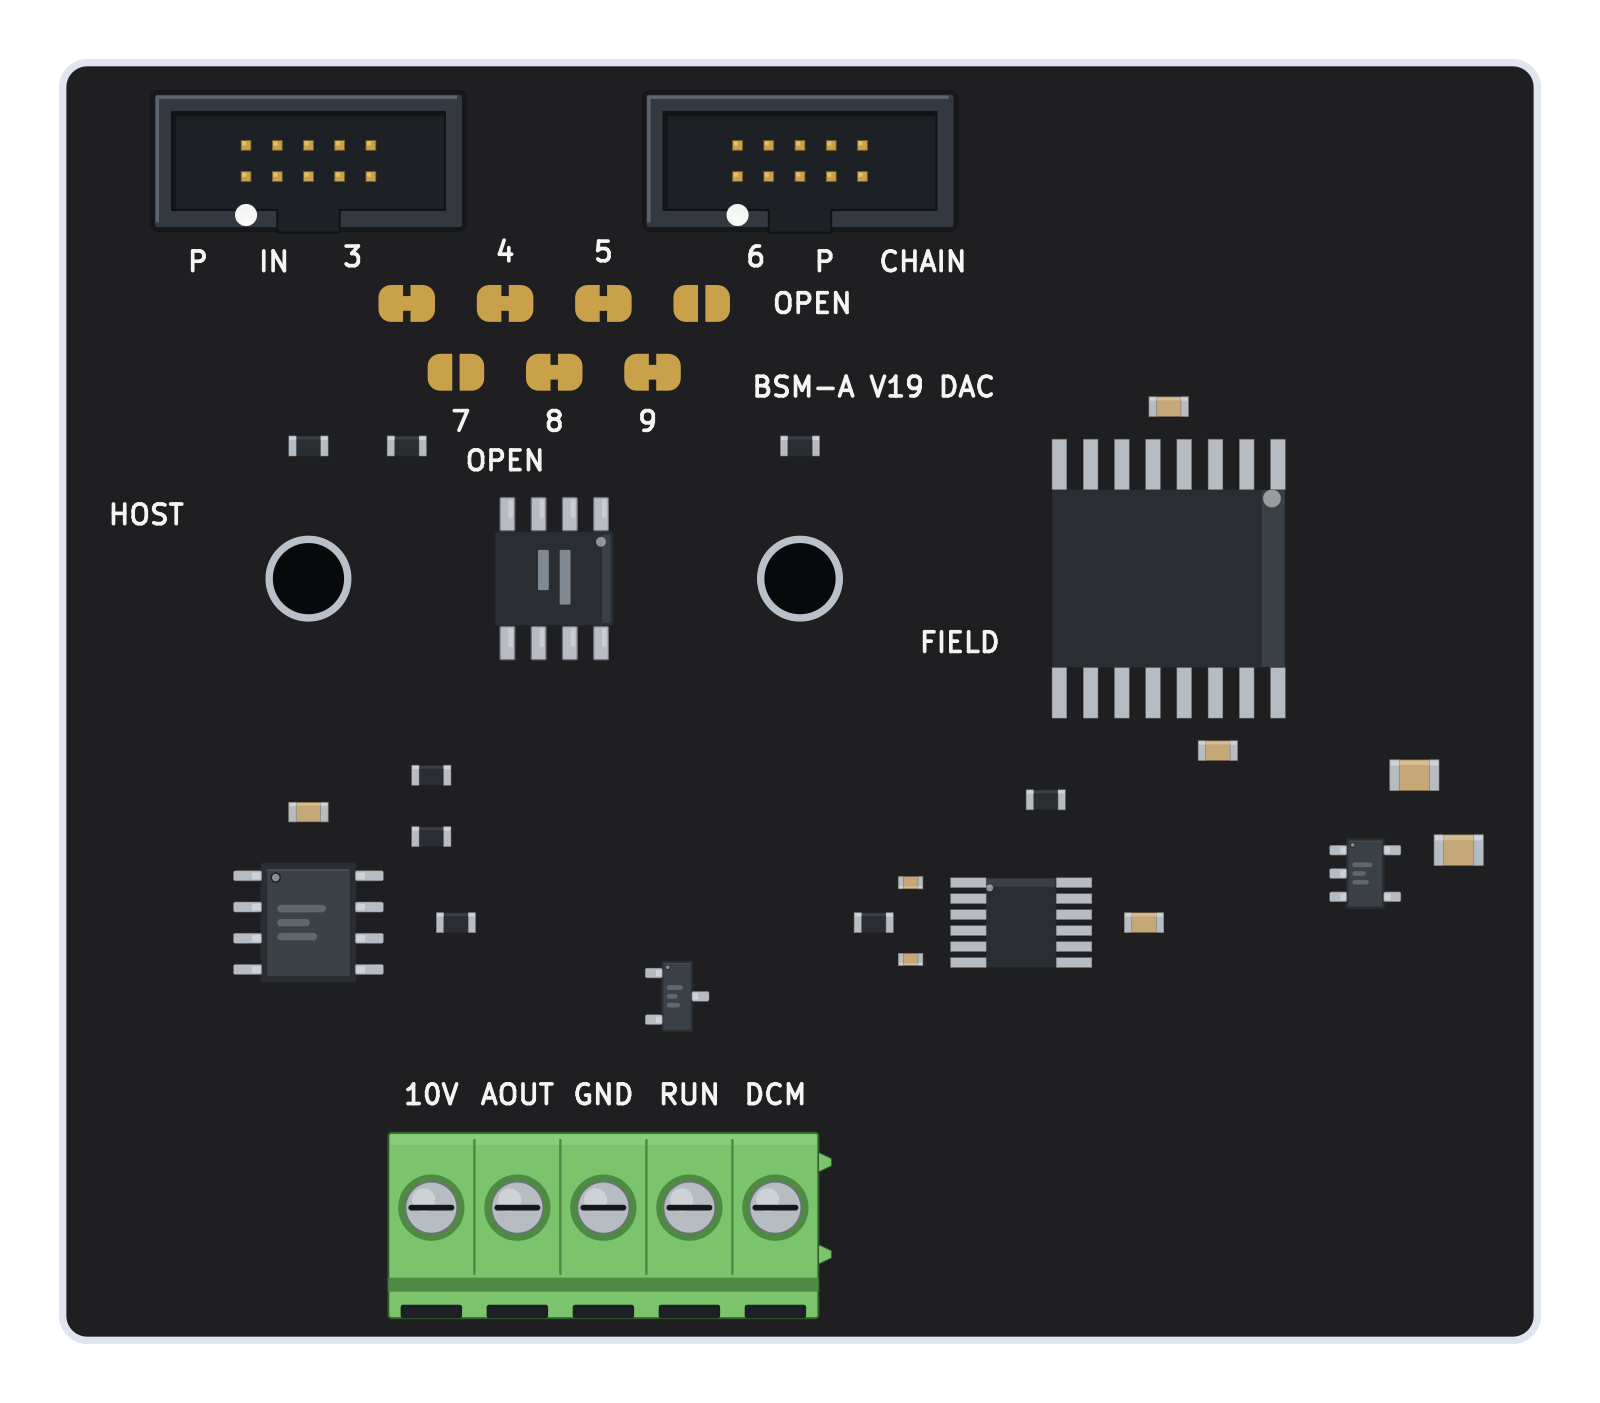 P IN 3 4 5 6 P CHAIN
OPEN
BSM-A V19 DAC
7 8 9
OPEN
HOST
FIELD
10V AOUT GND RUN DCM